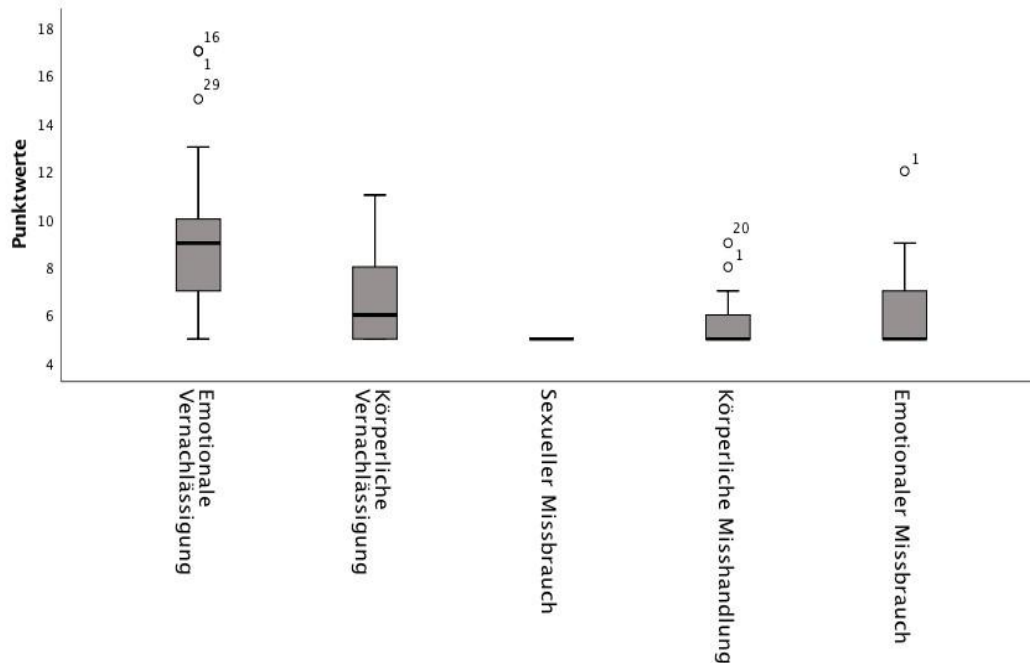 Punktwerte
18
16
14
12
10
8
6
4
16
1
29
20
1
1
Emotionale
Vernachlässigung
Körperliche
Vernachlässigung
Sexueller Missbrauch
Körperliche Misshandlung
Emotionaler Missbrauch